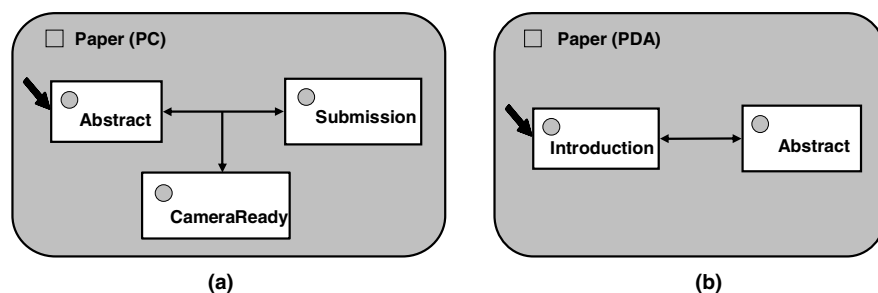 Paper (PC)
Abstract
Submission
CameraReady
(a)
Paper (PDA)
Introduction
Abstract
(b)